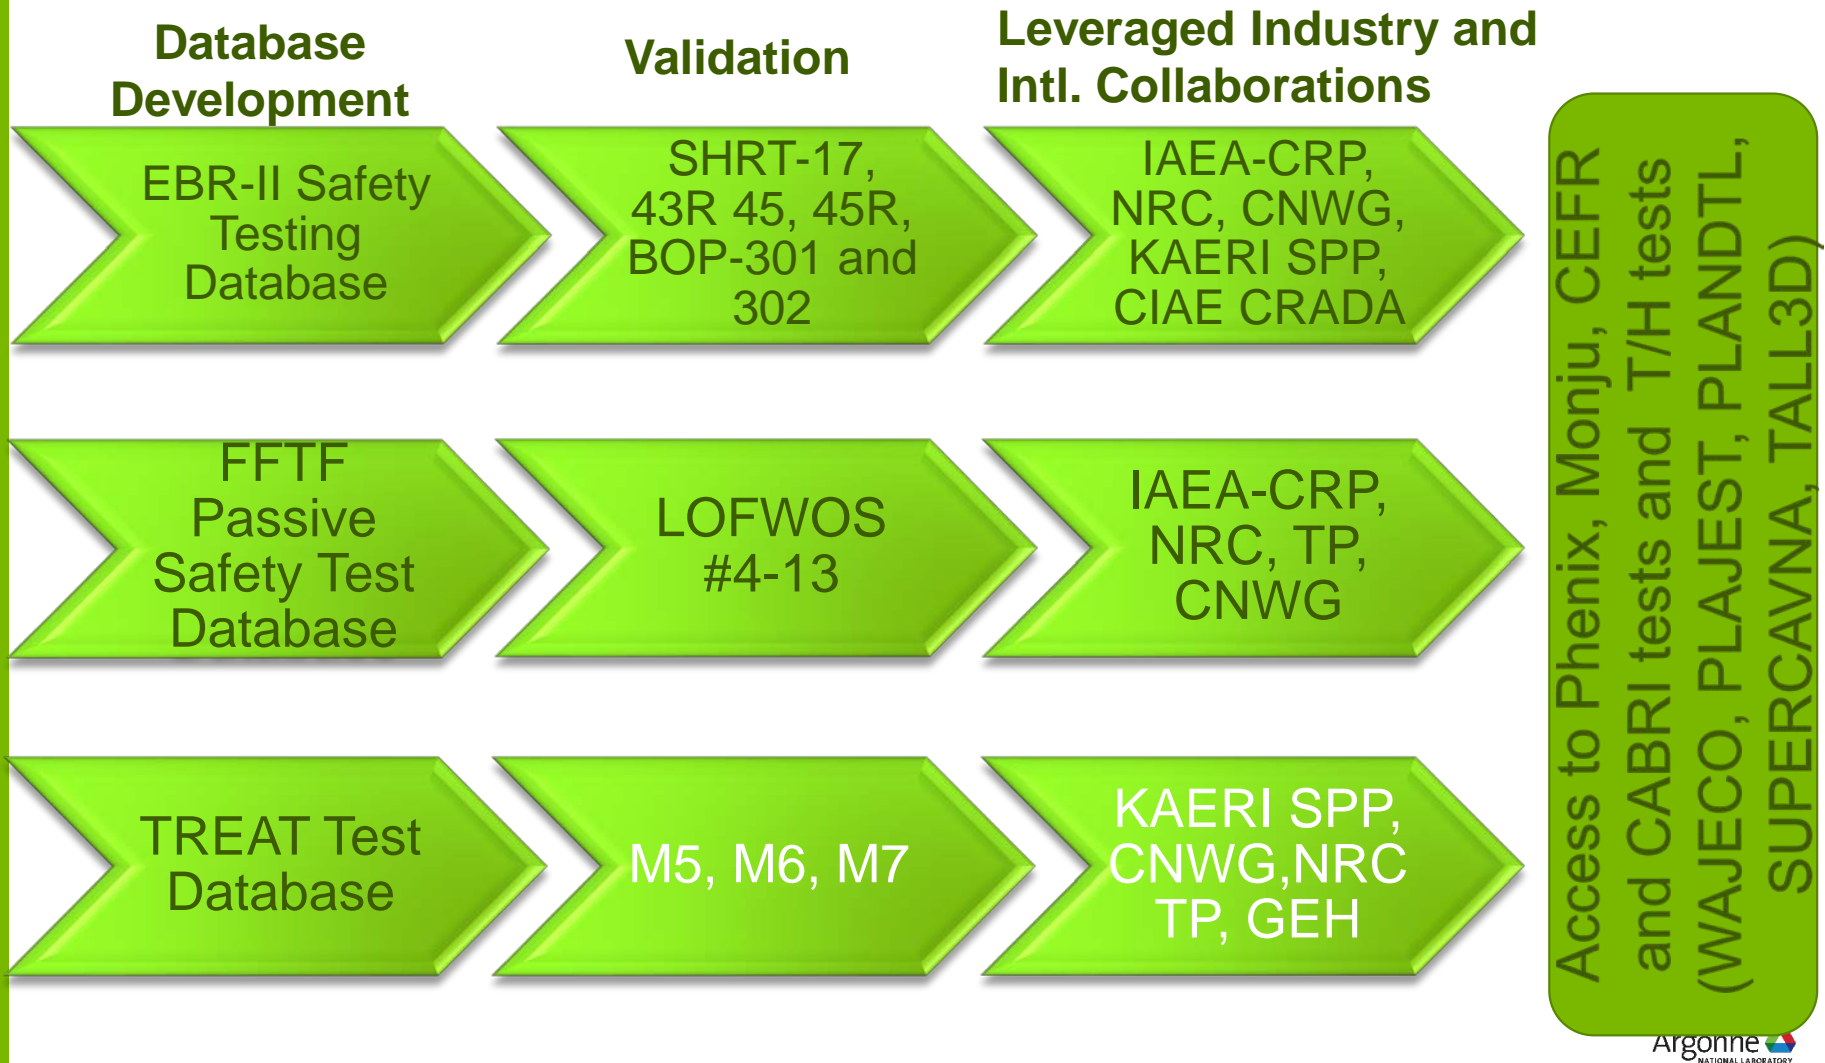 Database
Development
Validation
Leveraged Industry and
Intl. Collaborations
EBR-II Safety
Testing
Database
SHRT-17,
43R 45, 45R,
BOP-301 and
302
IAEA-CRP,
NRC, CNWG,
KAERI SPP,
CIAE CRADA
FFTF
Passive
Safety Test
Database
LOFWOS
#4-13
IAEA-CRP,
NRC, TP,
CNWG
TREAT Test
Database
M5, M6, M7
KAERI SPP,
CNWG,NRC
TP, GEH
Access to Phenix, Monju, CEFR
and CABRI tests and T/H tests
(WAJECO, PLAJEST, PLANDTL,
SUPERCAVNA, TALL3D)
Argonne
NATIONAL LABORATORY